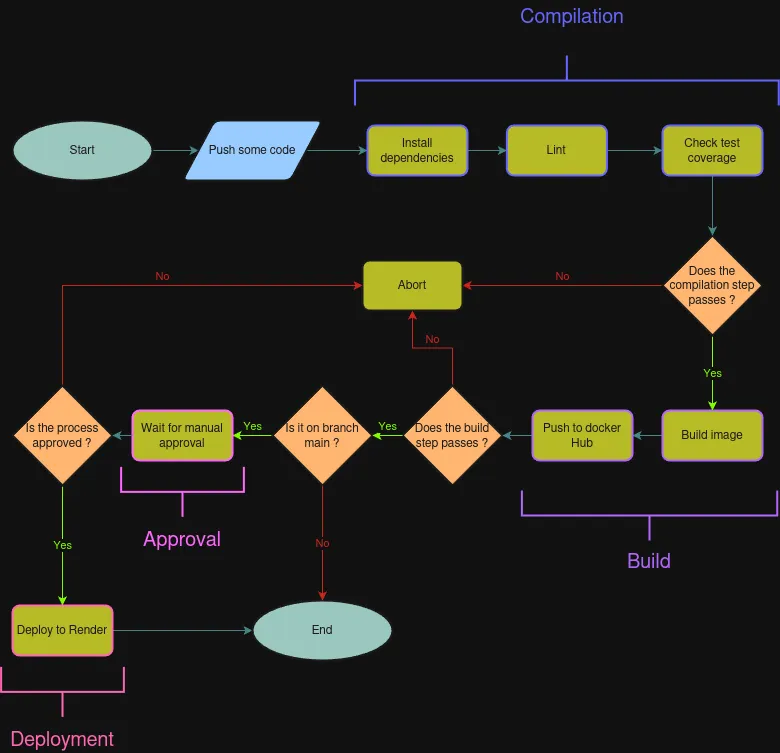 Compilation
Start
Push some code
Install
dependencies
Lint
Check test
coverage
No
Abort
No
Does the
compilation step
passes ?
No
Yes
Is the process
approved ?
Wait for manual
approval
Yes
Is it on branch
main ?
Yes
Does the build
step passes ?
Push to docker
Hub
Build image
Approval
Yes
No
Build
Deploy to Render
End
Deployment